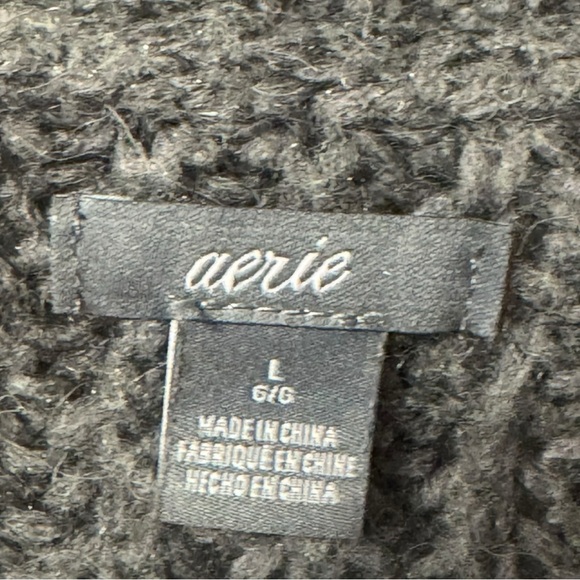 aerie
L
G/G
MADE IN CHINA
FABRIQUÉ EN CHINE
HECHO EN CHINA